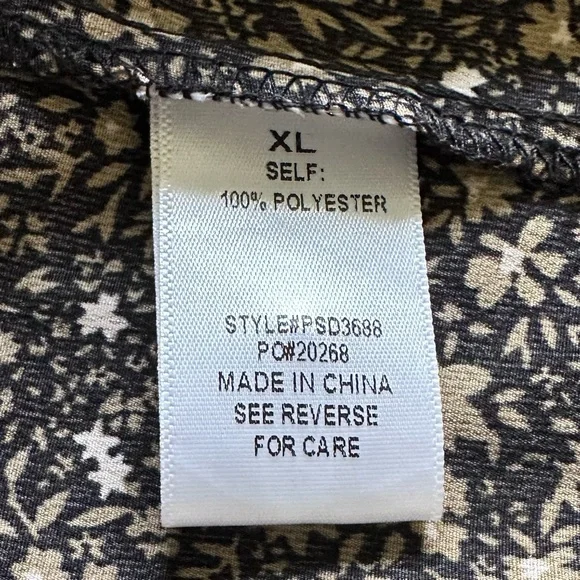 XL
SELF:
100% POLYESTER
STYLE#PSD3688
PO#20268
MADE IN CHINA
SEE REVERSE
FOR CARE